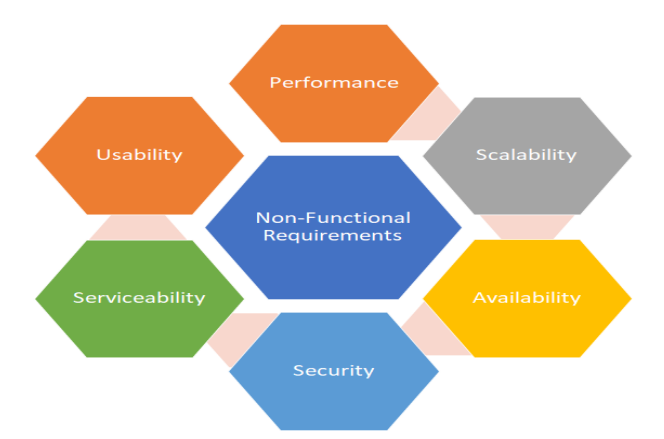 Performance
Usability
Scalability
Non-Functional
Requirements
Serviceability
Availability
Security